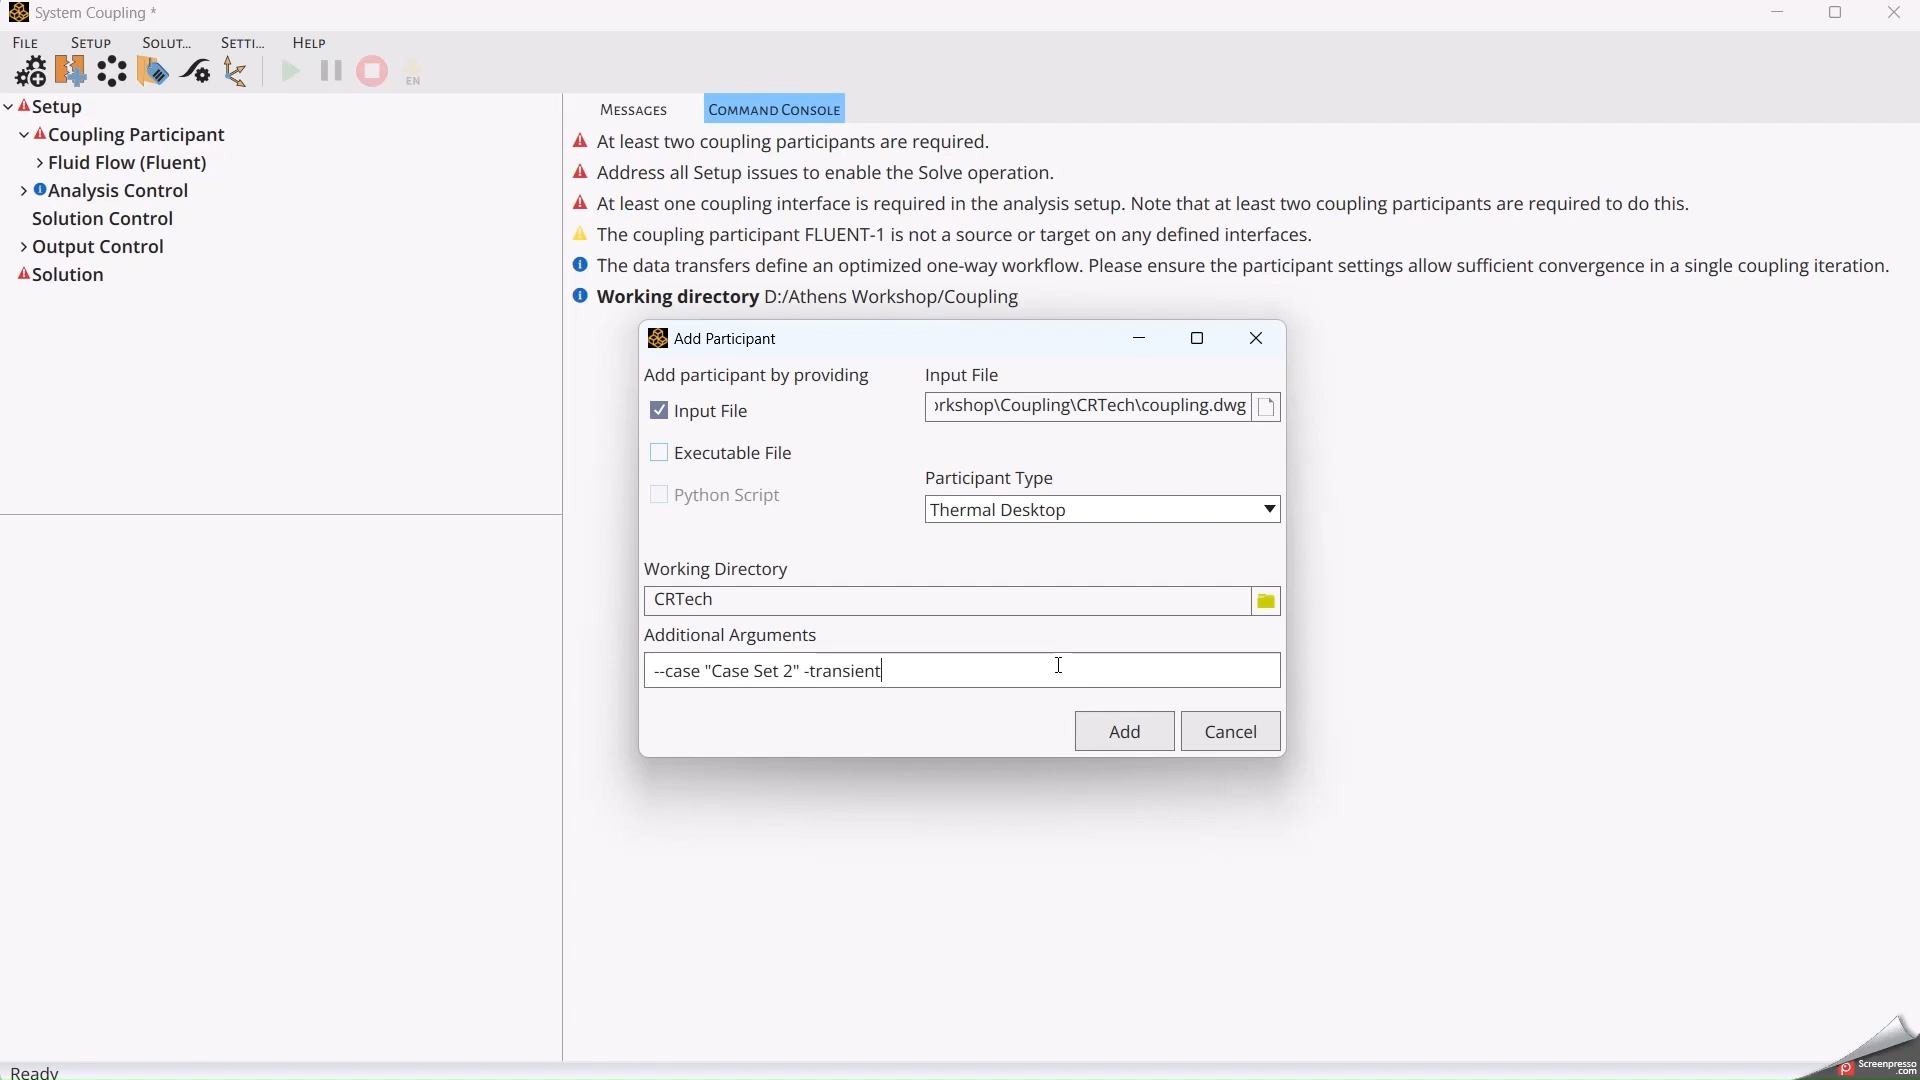 System Coupling *
FILE SETUP SOLUT... SETTI... HELP
EN
Setup
Coupling Participant
Fluid Flow (Fluent)
Analysis Control
Solution Control
Output Control
Solution
MESSAGES COMMAND CONSOLE
At least two coupling participants are required.
Address all Setup issues to enable the Solve operation.
At least one coupling interface is required in the analysis setup. Note that at least two coupling participants are required to do this.
The coupling participant FLUENT-1 is not a source or target on any defined interfaces.
The data transfers define an optimized one-way workflow. Please ensure the participant settings allow sufficient convergence in a single coupling iteration.
Working directory D:/Athens Workshop/Coupling
Add Participant
Add participant by providing
Input File
Executable File
Python Script
Input File
orkshop\Coupling\CRTech\coupling.dwg
Participant Type
Thermal Desktop
Working Directory
CRTech
Additional Arguments
--case "Case Set 2" -transient
Add Cancel
Ready
Screenpresso
.com